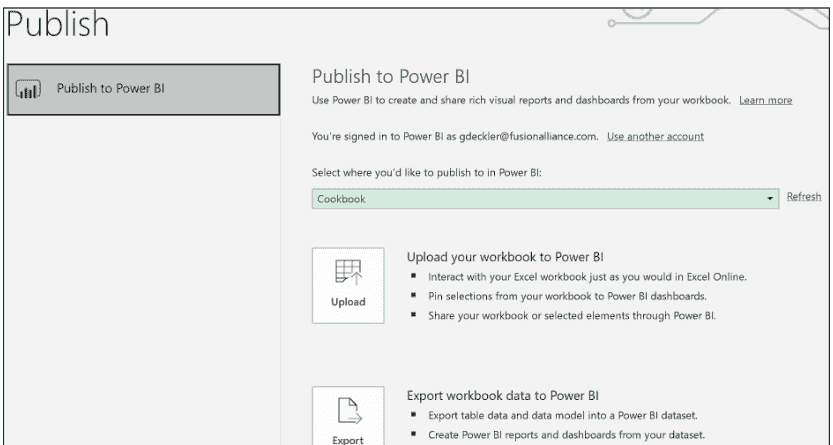 Publish
Publish to Power BI
Publish to Power BI
Use Power BI to create and share rich visual reports and dashboards from your workbook. Learn more
You're signed in to Power BI as gdeckler@fusionalliance.com. Use another account
Select where you'd like to publish to in Power BI:
Cookbook
Refresh
Upload
Upload your workbook to Power BI
Interact with your Excel workbook just as you would in Excel Online.
Pin selections from your workbook to Power BI dashboards.
Share your workbook or selected elements through Power BI.
Export
Export workbook data to Power BI
Export table data and data model into a Power BI dataset.
Create Power BI reports and dashboards from your dataset.